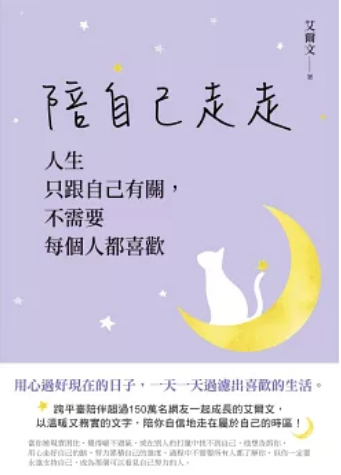 艾爾文
著
陪自己走走
人生
只跟自己有關，
不需要
每個人都喜歡
用心過好現在的日子，一天一天過濾出喜歡的生活。
跨平臺陪伴超過150萬名網友一起成長的艾爾文，
以溫暖又務實的文字，陪你自信地走在屬於自己的時區！